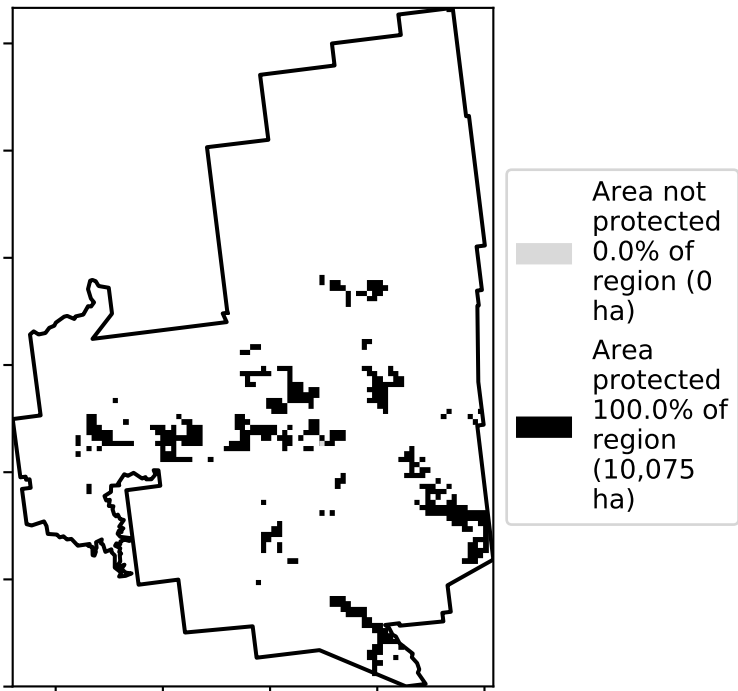 Area not
protected
0.0% of
region (0
ha)
Area
protected
100.0% of
region
(10,075
ha)